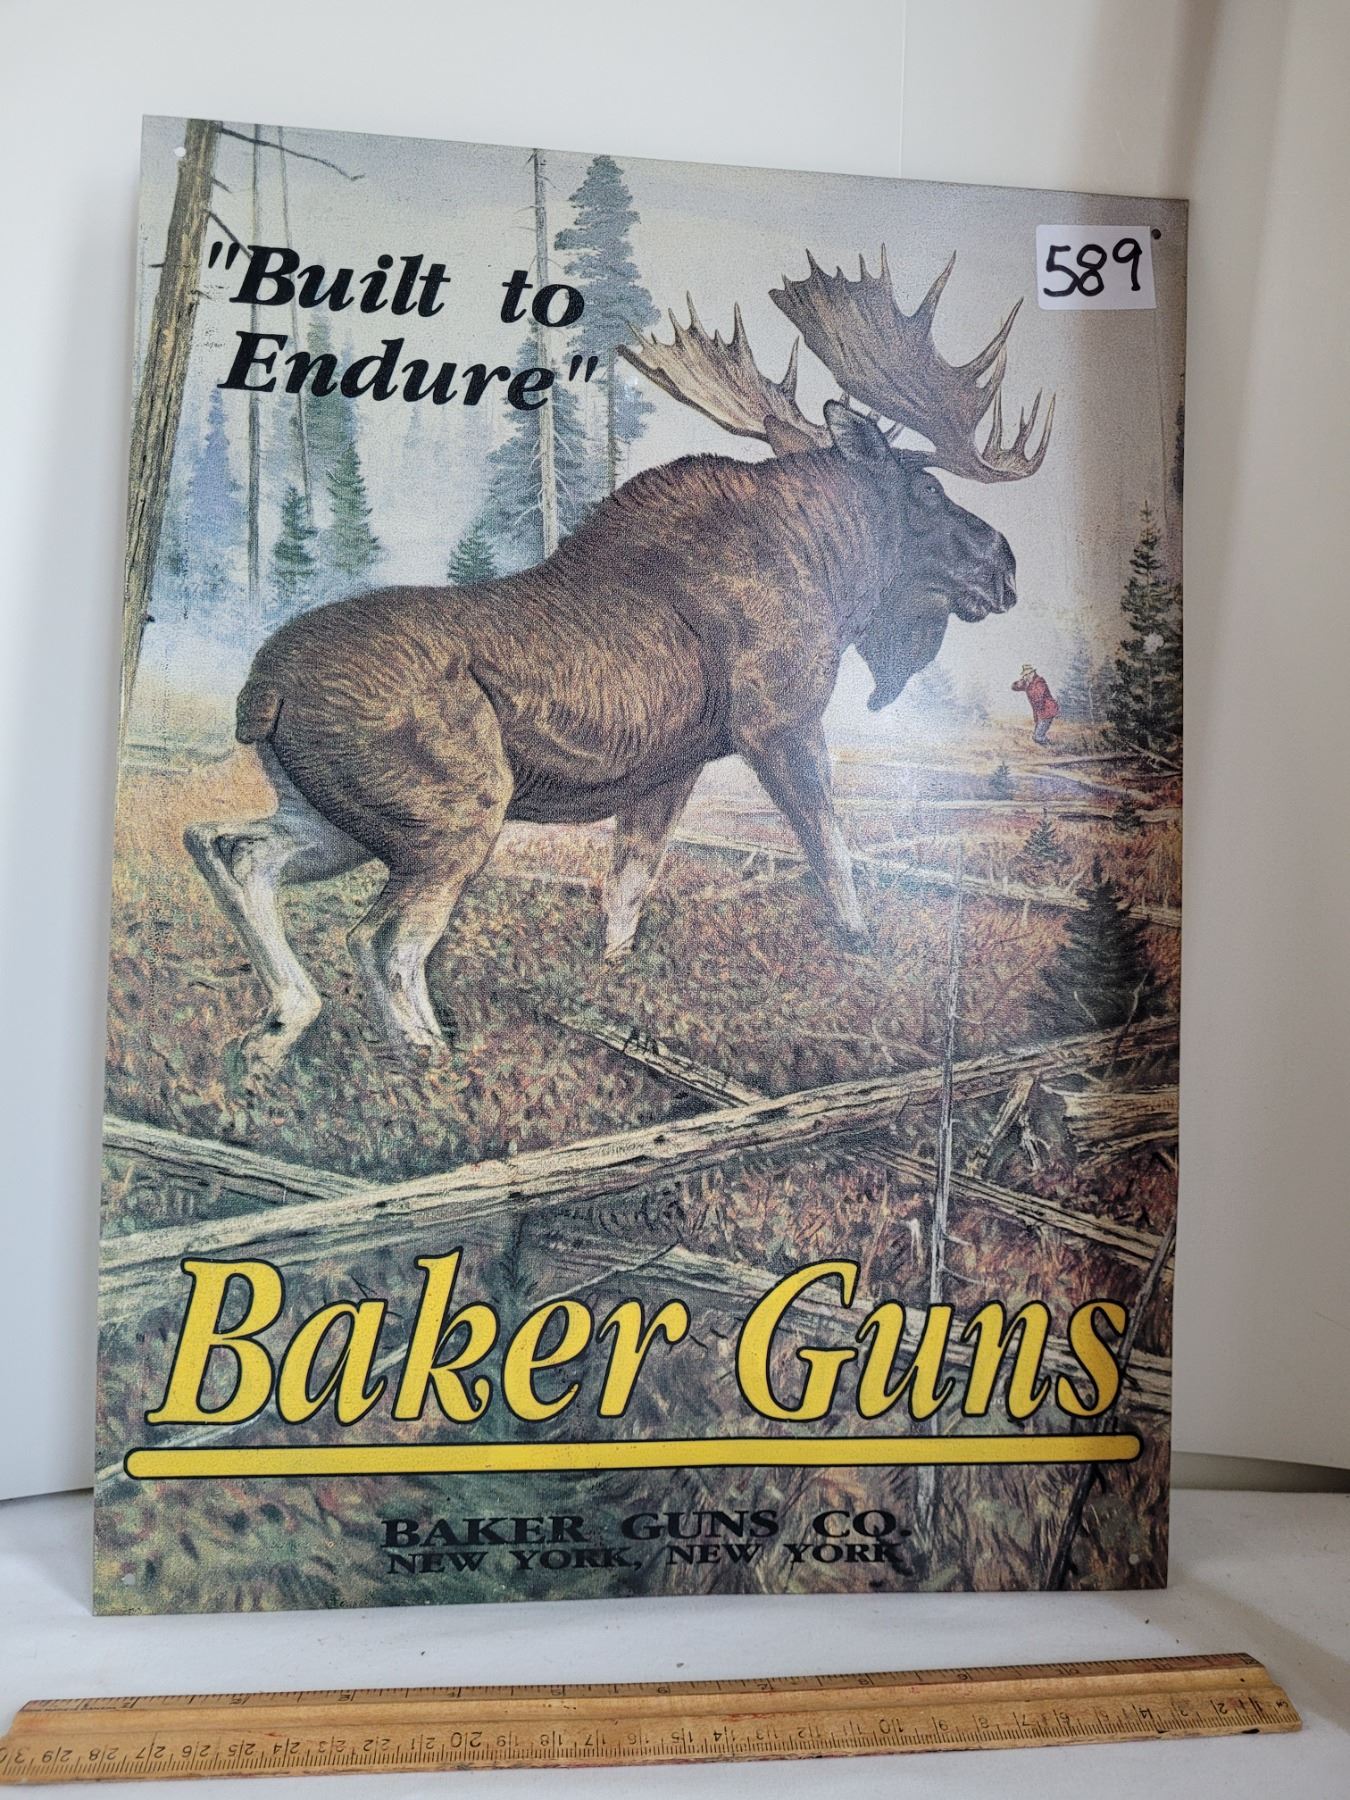 "Built to
Endure"
589
Baker Guns
BAKER GUNS CO.
NEW YORK, NEW YORK